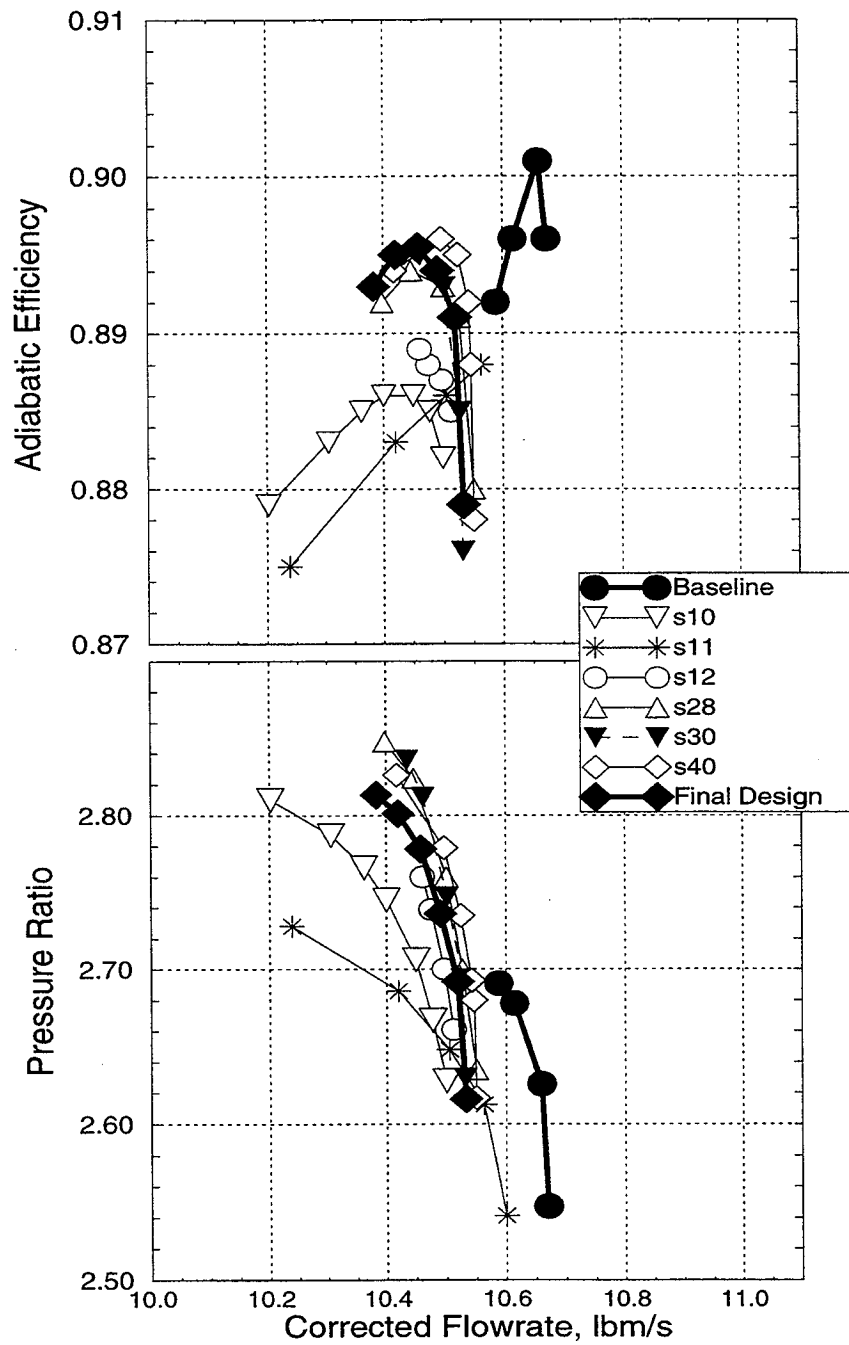 0.91
0.90
0.89
0.88
0.87
Adiabatic Efficiency
Baseline
s10
s11
s12
s28
s30
s40
Final Design
2.80
2.70
2.60
2.50
Pressure Ratio
10.0
10.2
10.4
10.6
10.8
11.0
Corrected Flowrate, lbm/s